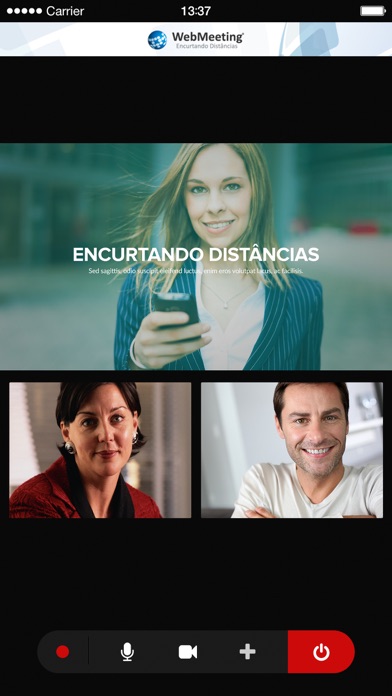 Carrier
13:37
WebMeeting®
Encurtando Distâncias
ENCURTANDO DISTÂNCIAS
Sed sagittis odio suscipit eleifend luctus, enim eros volutpat lacus, ac facilisis.